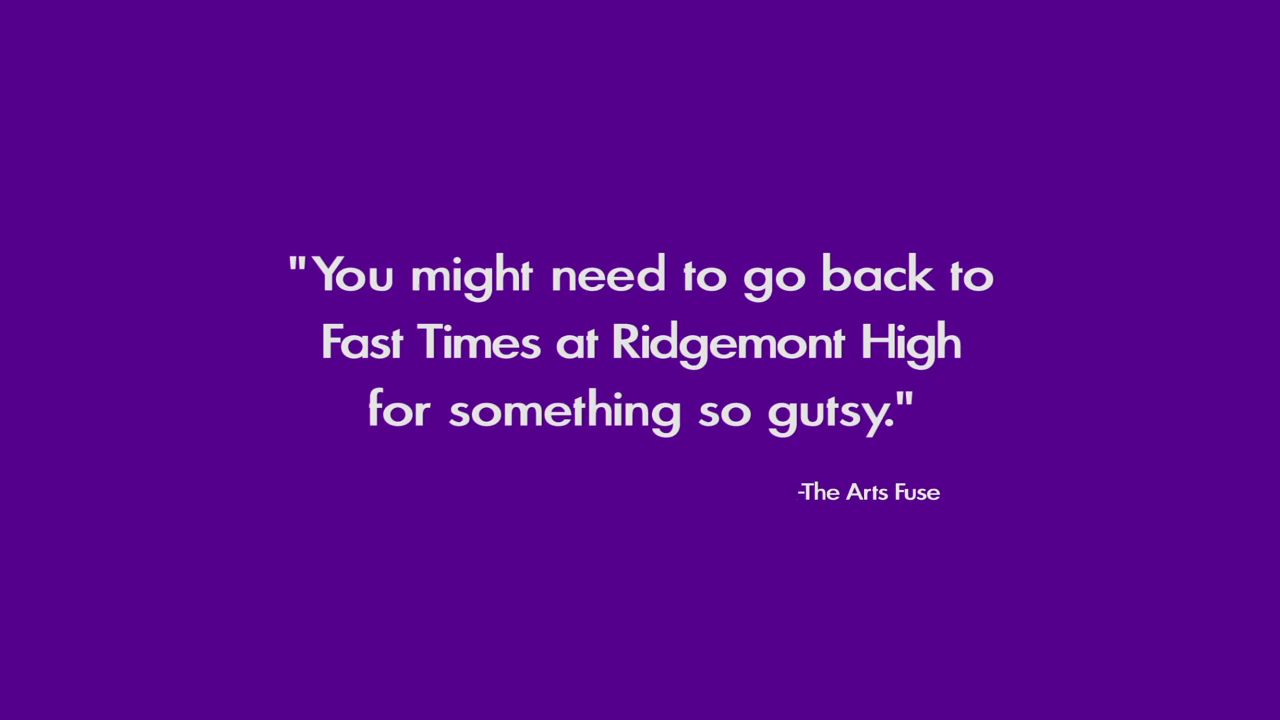 "You might need to go back to
Fast Times at Ridgemont High
for something so gutsy."
-The Arts Fuse